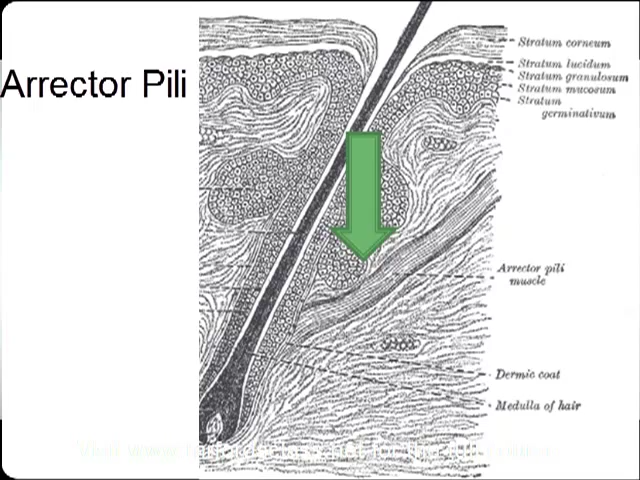 Arrector Pili
Stratum corneum
Stratum lucidum
Stratum granulosum
Stratum mucosum
Stratum
germinativum
Arrector pili
muscle
Dermic coat
Medulla of hair